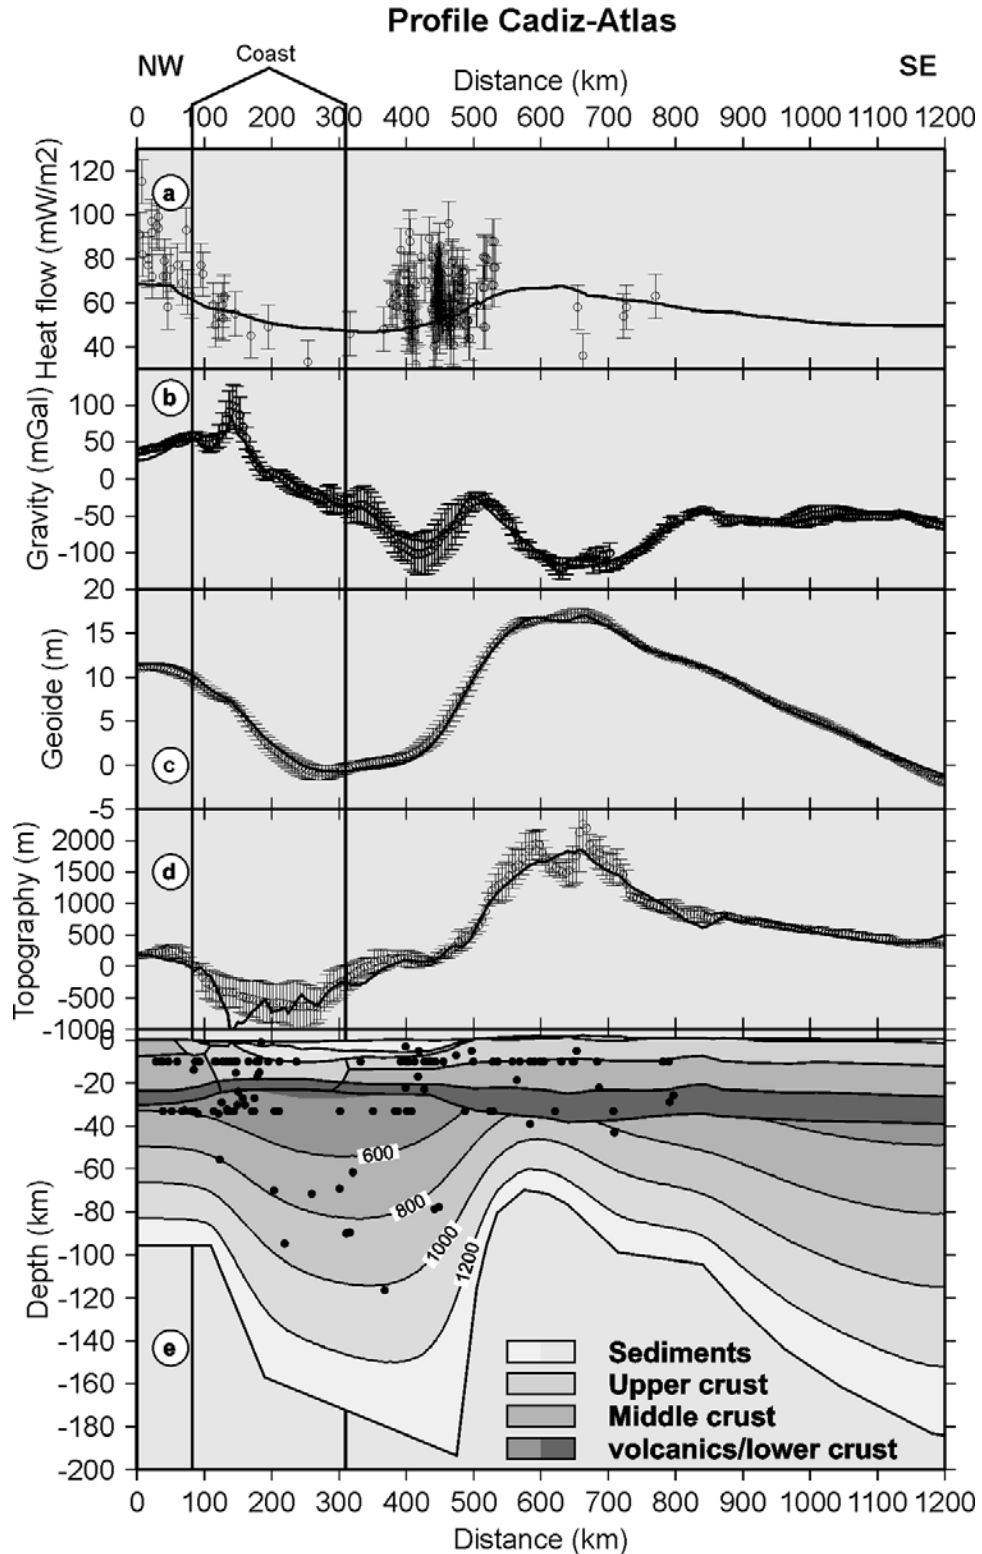 Profile Cadiz-Atlas
Coast
NW
SE
Distance (km)
0 100 200 300 400 500 600 700 800 900 1000 1100 1200
Heat flow (mW/m2)
120
100
80
60
40
a
Gravity (mGal)
100
50
0
-50
-100
b
Geoide (m)
20
15
10
5
0
-5
c
Topography (m)
2000
1500
1000
500
0
-500
-1000
d
Depth (km)
0
-20
-40
-60
-80
-100
-120
-140
-160
-180
-200
600
800
1000
1200
e
Sediments
Upper crust
Middle crust
volcanics/lower crust
0 100 200 300 400 500 600 700 800 900 1000 1100 1200
Distance (km)